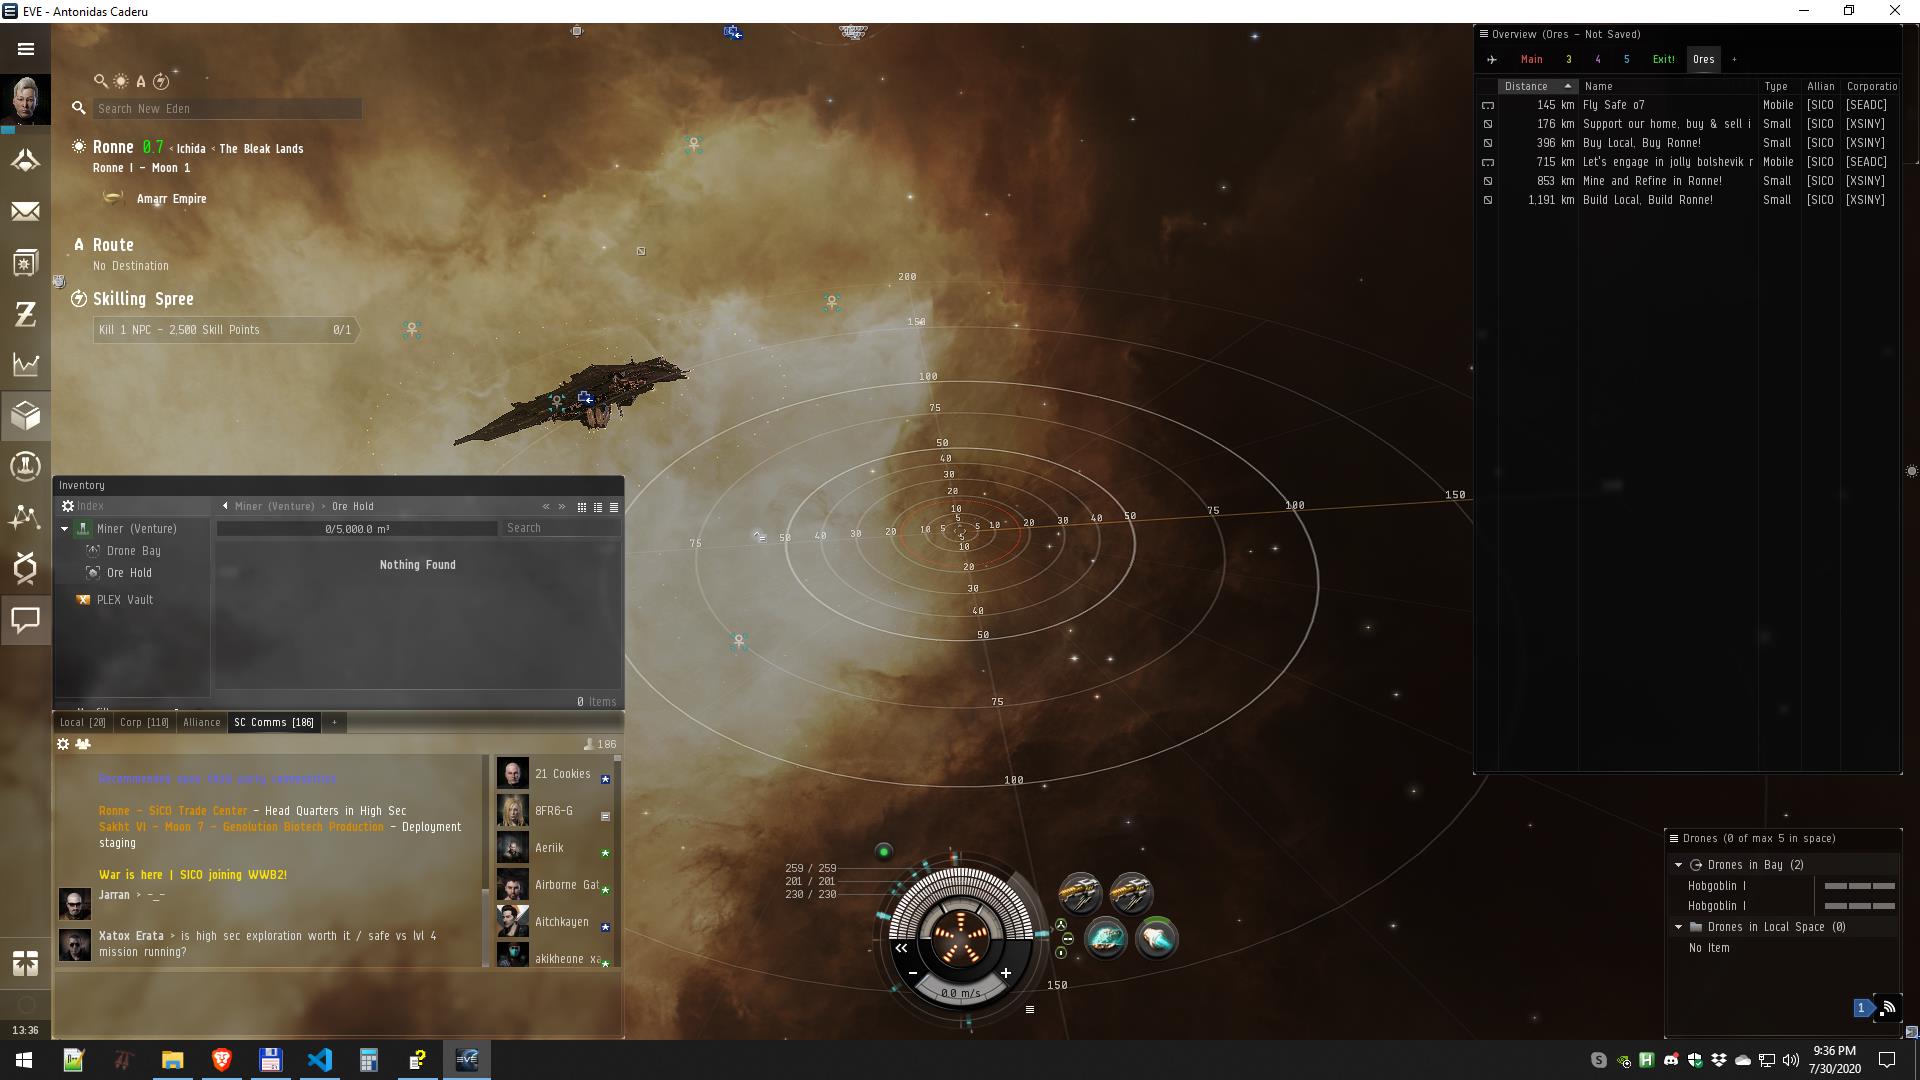 EVE - Antonidas Caderu
Search New Eden
Ronne 0.7 < Ichida < The Bleak Lands
Ronne I - Moon 1
Amarr Empire
Route
No Destination
Skilling Spree
Kill 1 NPC - 2,500 Skill Points 0/1
200
150
100
75
50
40
30
20
10
5
75 50 40 30 20 10 5 5 10 20 30 40 50 75 100 150
5
10
20
30
40
50
75
100
150
Overview (Ores - Not Saved)
Main 3 4 5 Exit! Ores +
Distance Name Type Allian Corporatio
145 km Fly Safe o7 Mobile [SICO [SEADC]
176 km Support our home, buy & sell i Small [SICO [XSINY]
396 km Buy Local, Buy Ronne! Small [SICO [XSINY]
715 km Let's engage in jolly bolshevik r Mobile [SICO [SEADC]
853 km Mine and Refine in Ronne! Small [SICO [XSINY]
1,191 km Build Local, Build Ronne! Small [SICO [XSINY]
Inventory
Index
Miner (Venture) > Ore Hold
Miner (Venture)
Drone Bay
Ore Hold
PLEX Vault
0/5,000.0 m³
Search
Nothing Found
0 Items
Local [20] Corp [110] Alliance SC Comms [186] +
186
Ronne - SiCO Trade Center - Head Quarters in High Sec
Sakht VI - Moon 7 - Genolution Biotech Production - Deployment
staging
War is here | SICO joining WWB2!
Jarran > -_-
Xatox Erata > is high sec exploration worth it / safe vs lvl 4
mission running?
21 Cookies
8FR6-G
Aeriik
Airborne Gat
Aitchkayen
akikheone xa
259 / 259
201 / 201
230 / 230
0.0 m/s
Drones (0 of max 5 in space)
Drones in Bay (2)
Hobgoblin I
Hobgoblin I
Drones in Local Space (0)
No Item
1
13:36
9:36 PM
7/30/2020